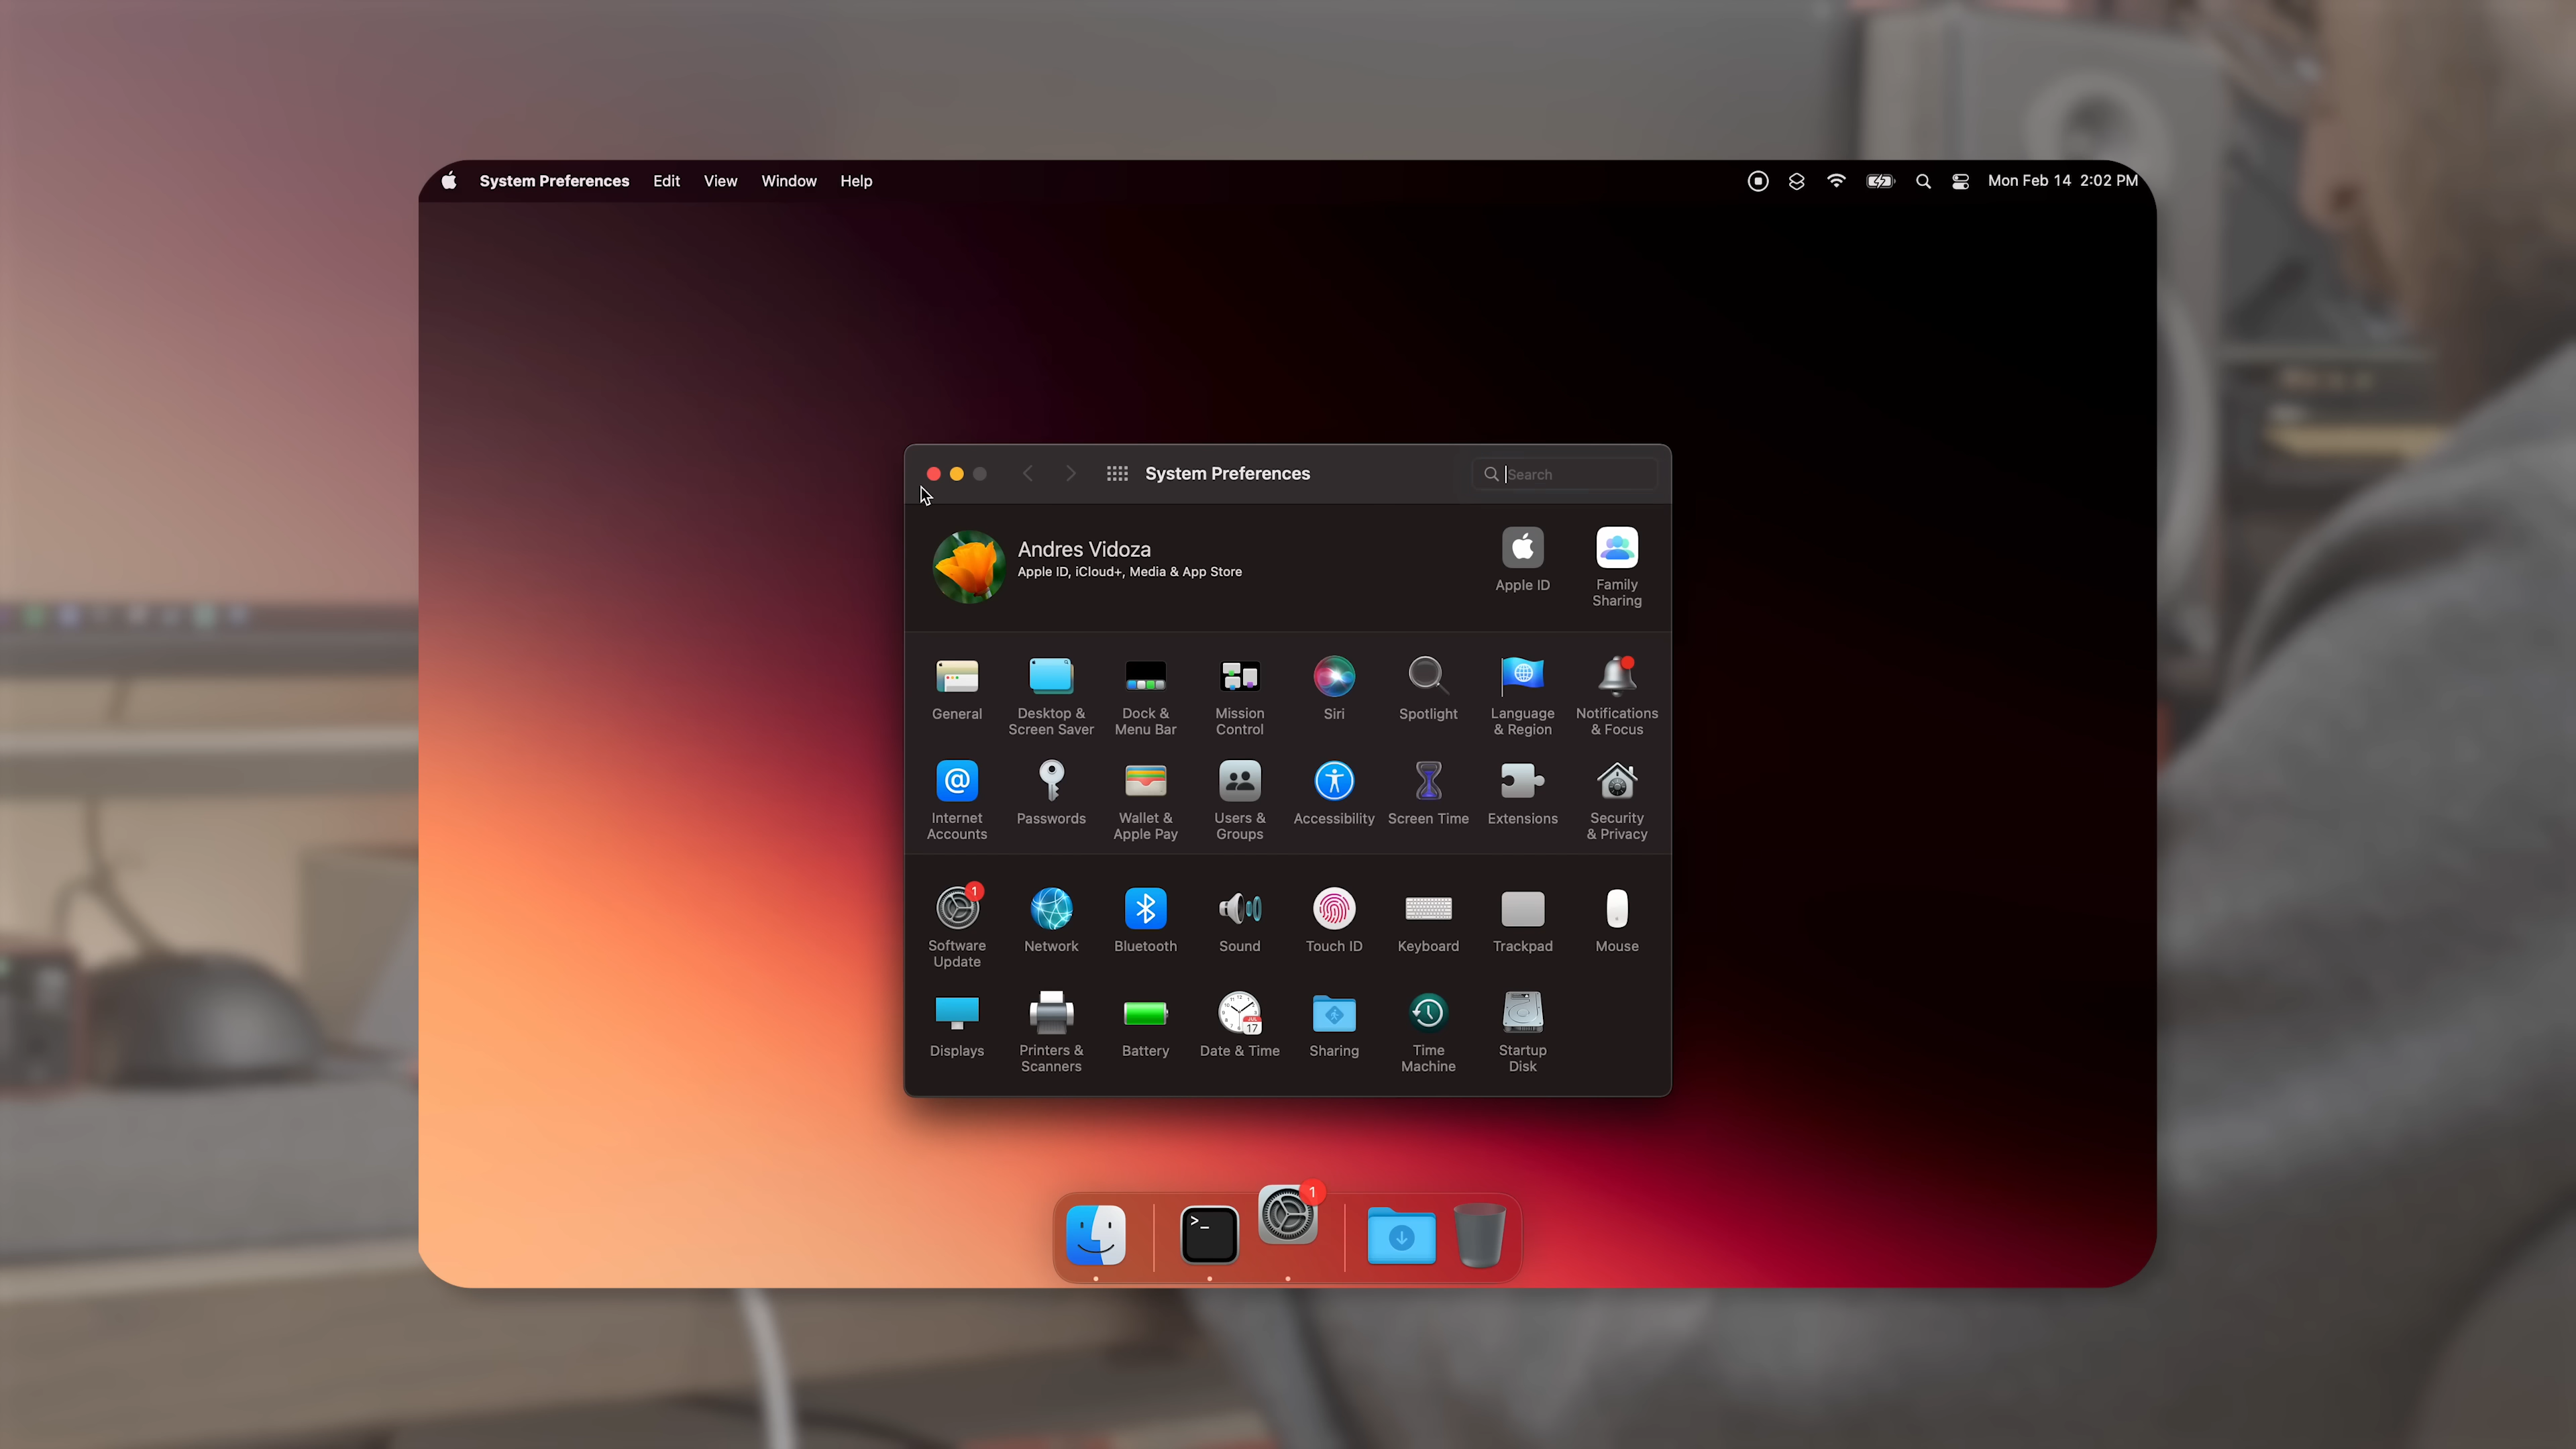 System Preferences Edit View Window Help Mon Feb 14 2:02 PM
System Preferences Search
Andres Vidoza
Apple ID, iCloud+, Media & App Store
Apple ID
Family
Sharing
General
Desktop &
Screen Saver
Dock &
Menu Bar
Mission
Control
Siri
Spotlight
Language
& Region
Notifications
& Focus
@
Internet
Accounts
Passwords
Wallet &
Apple Pay
Users &
Groups
Accessibility
Screen Time
Extensions
Security
& Privacy
1
Software
Update
Network
Bluetooth
Sound
Touch ID
Keyboard
Trackpad
Mouse
Displays
Printers &
Scanners
Battery
JUL
17
Date & Time
Sharing
Time
Machine
Startup
Disk
>_
1